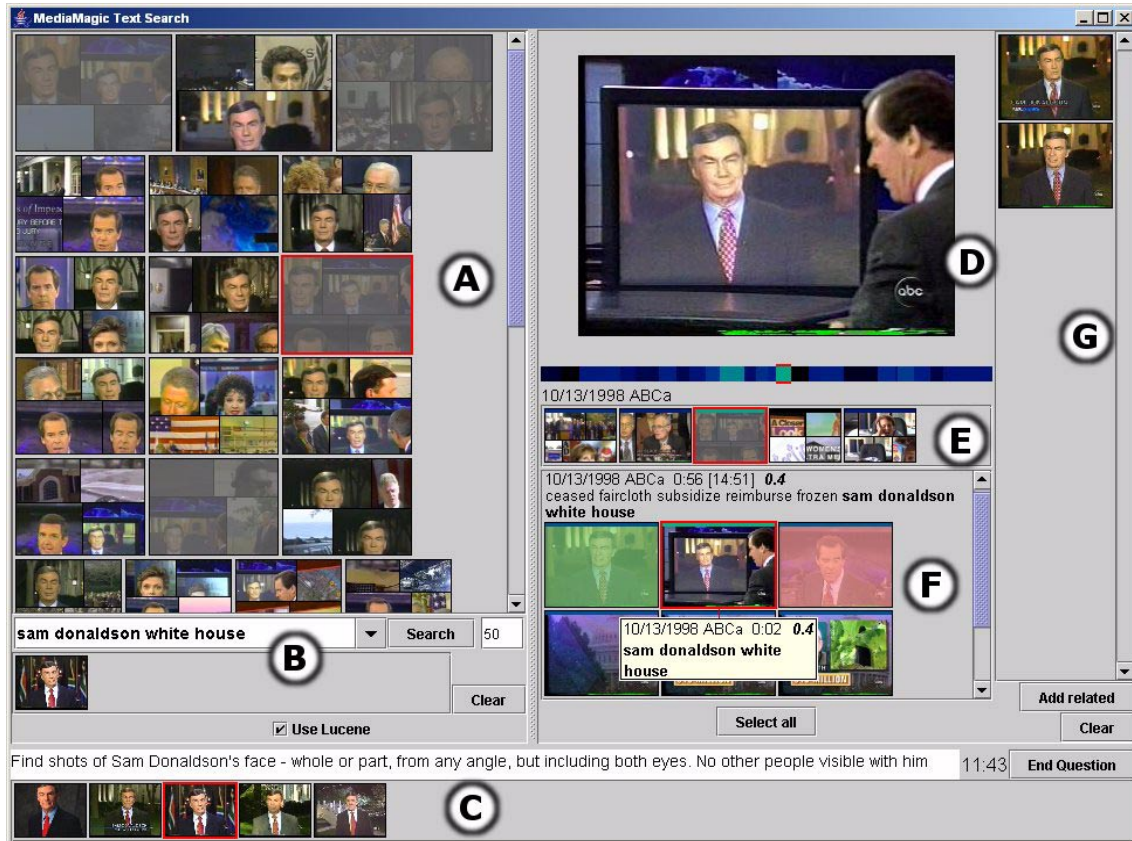 MediaMagic Text Search
A
sam donaldson white house
Search
50
B
Clear
Use Lucene
abc
D
10/13/1998 ABCa
A Closer
Look
E
10/13/1998 ABCa 0:56 [14:51] 0.4
ceased faircloth subsidize reimburse frozen sam donaldson
white house
F
10/13/1998 ABCa 0:02 0.4
sam donaldson white
house
Select all
G
Add related
Clear
Find shots of Sam Donaldson's face - whole or part, from any angle, but including both eyes. No other people visible with him
11:43
End Question
C